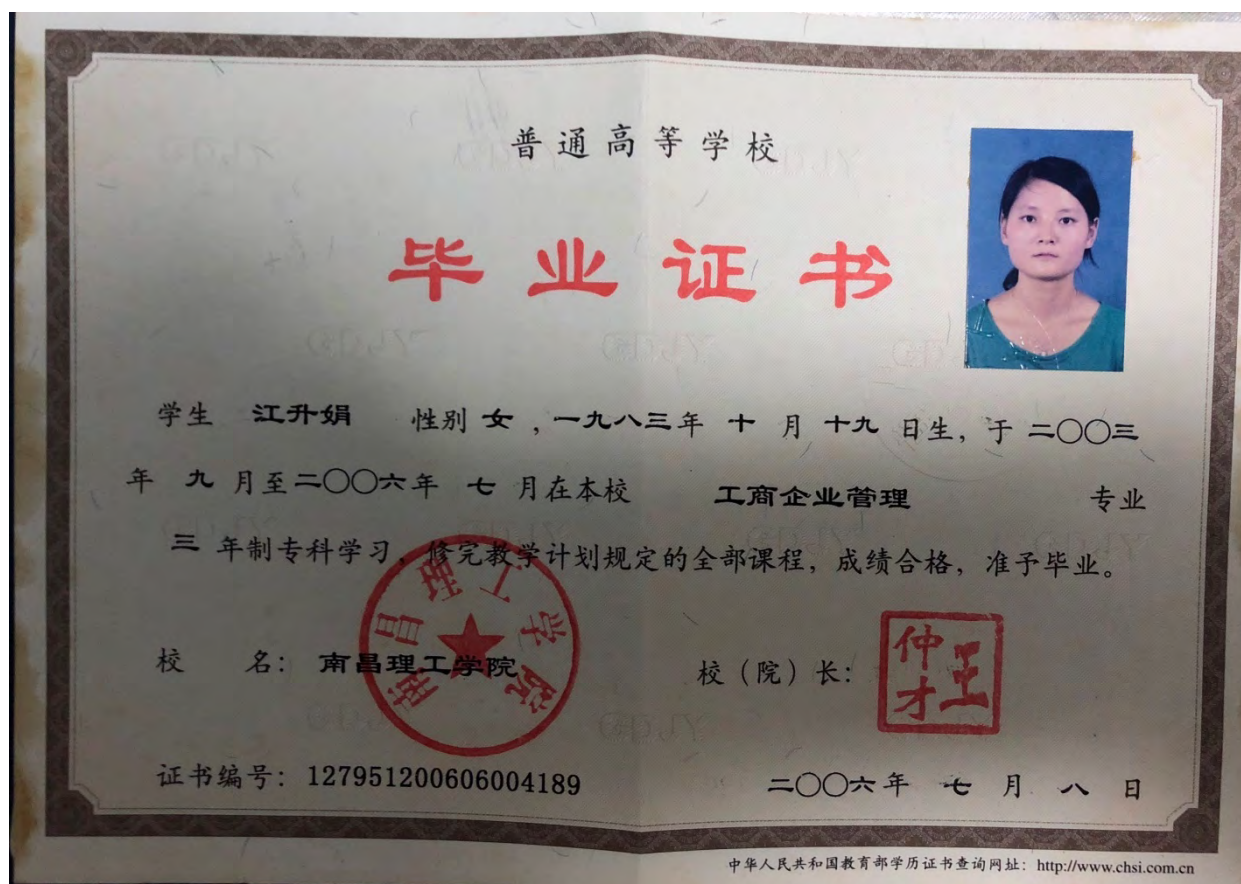 普通高等学校
毕业证书
学生 江升娟 性别 女 ，一九八三年 十 月 十九 日生，于 二〇〇三
年 九 月至二〇〇六年 七 月在本校 工商企业管理 专业
三 年制专科学习，修完教学计划规定的全部课程，成绩合格，准予毕业。
南昌理工学院
校 名： 南昌理工学院
校（院）长：
王仲才
证书编号：127951200606004189
二〇〇六年 七 月 八 日
中华人民共和国教育部学历证书查询网址：http://www.chsi.com.cn